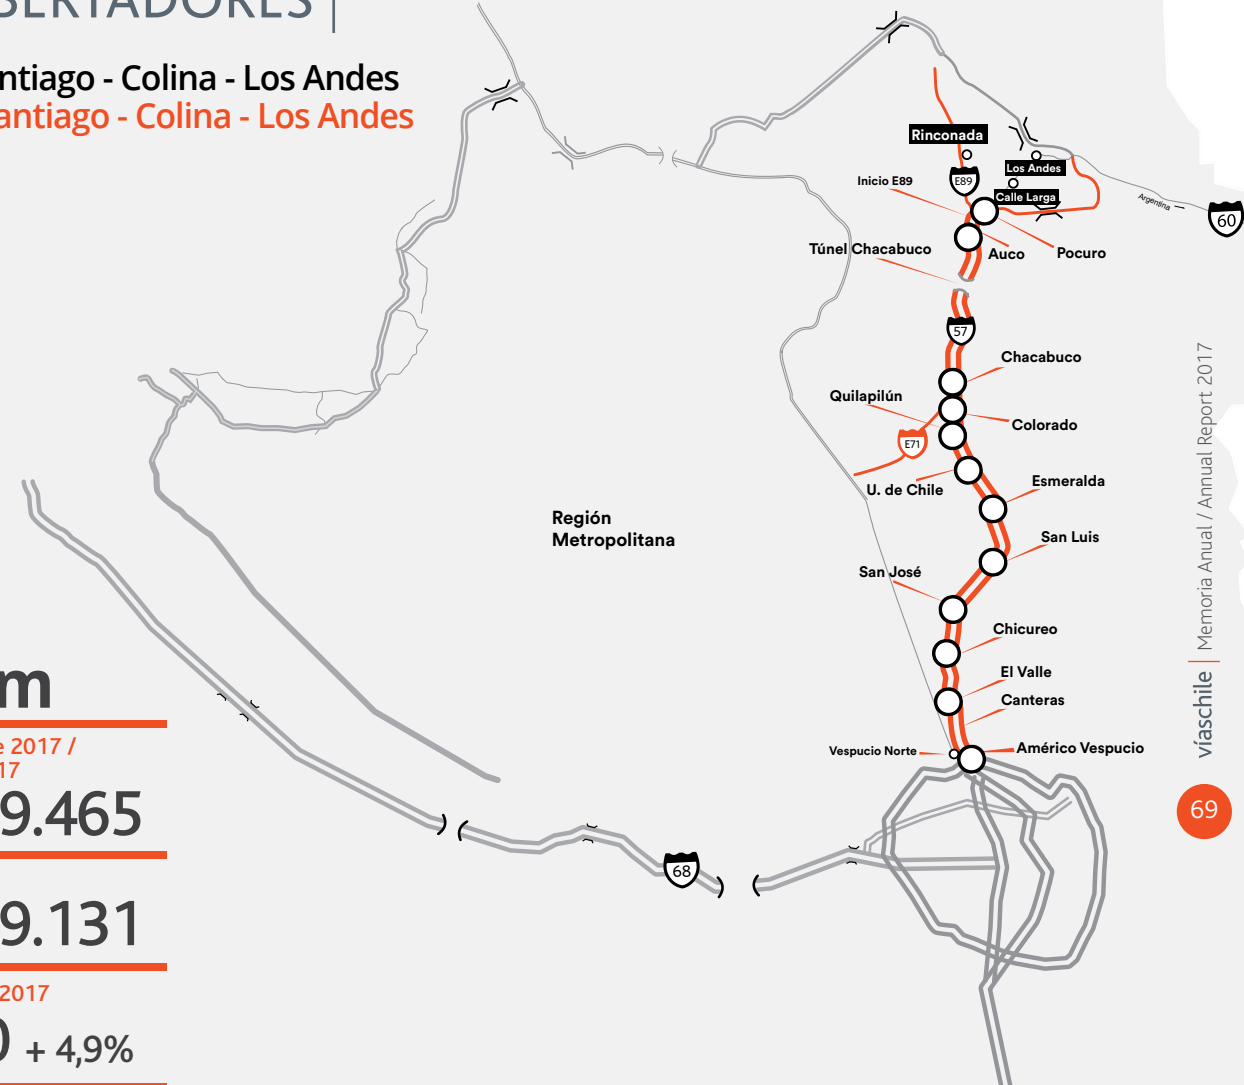 BERTADORES
ntiago - Colina - Los Andes
antiago - Colina - Los Andes
Rinconada
Los Andes
E89
Inicio E89
Calle Larga
Argentina
60
Túnel Chacabuco
Auco
Pocuro
57
Chacabuco
Quilapilún
Colorado
E71
U. de Chile
Esmeralda
Región
Metropolitana
San Luis
San José
Chicureo
El Valle
Canteras
Vespucio Norte
Américo Vespucio
68
m
e 2017 /
17
9.465
9.131
2017
0 + 4,9%
víaschile | Memoria Anual / Annual Report 2017
69